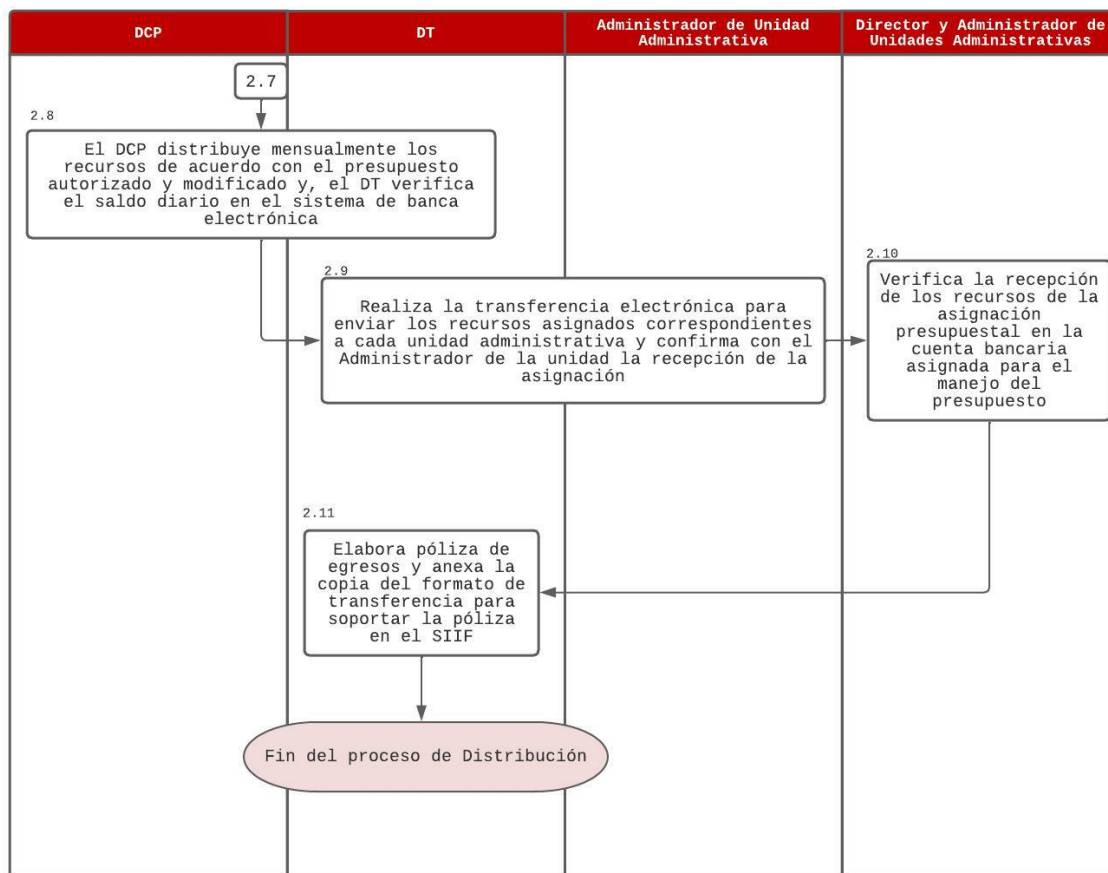 DCP
DT
Administrador de Unidad
Administrativa
Director y Administrador de
Unidades Administrativas
2.7
2.8
El DCP distribuye mensualmente los
recursos de acuerdo con el presupuesto
autorizado y modificado y, el DT verifica
el saldo diario en el sistema de banca
electrónica
2.9
Realiza la transferencia electrónica para
enviar los recursos asignados correspondientes
a cada unidad administrativa y confirma con el
Administrador de la unidad la recepción de la
asignación
2.10
Verifica la recepción
de los recursos de la
asignación
presupuestal en la
cuenta bancaria
asignada para el
manejo del
presupuesto
2.11
Elabora póliza de
egresos y anexa la
copia del formato de
transferencia para
soportar la póliza
en el SIIF
Fin del proceso de Distribución